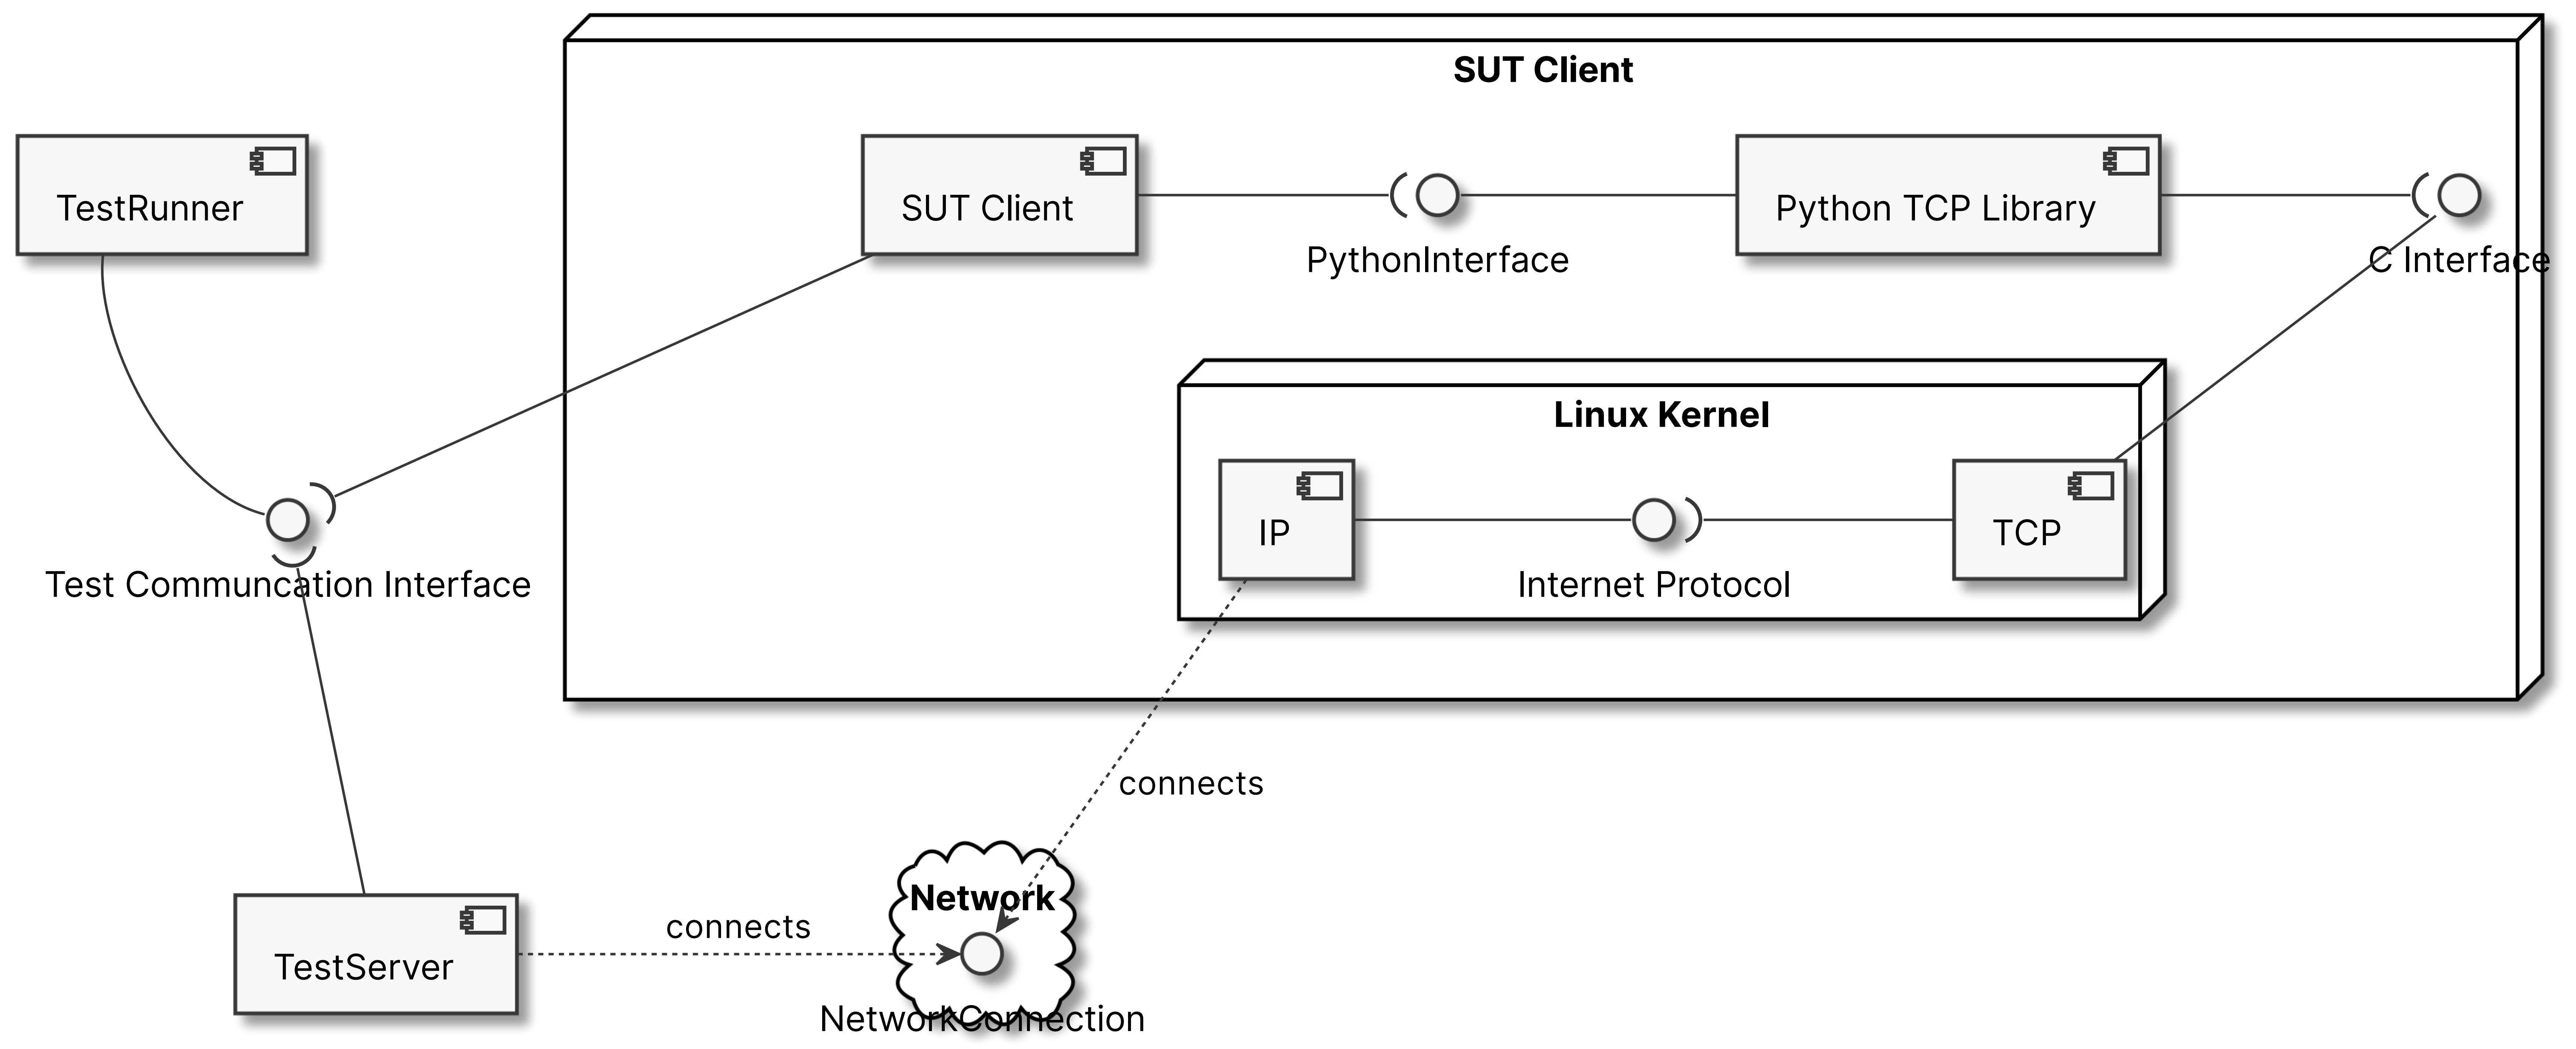 SUT Client
TestRunner
SUT Client
Python TCP Library
PythonInterface
C Interface
Linux Kernel
IP
TCP
Test Communcation Interface
Internet Protocol
connects
Network
connects
TestServer
NetworkConnection